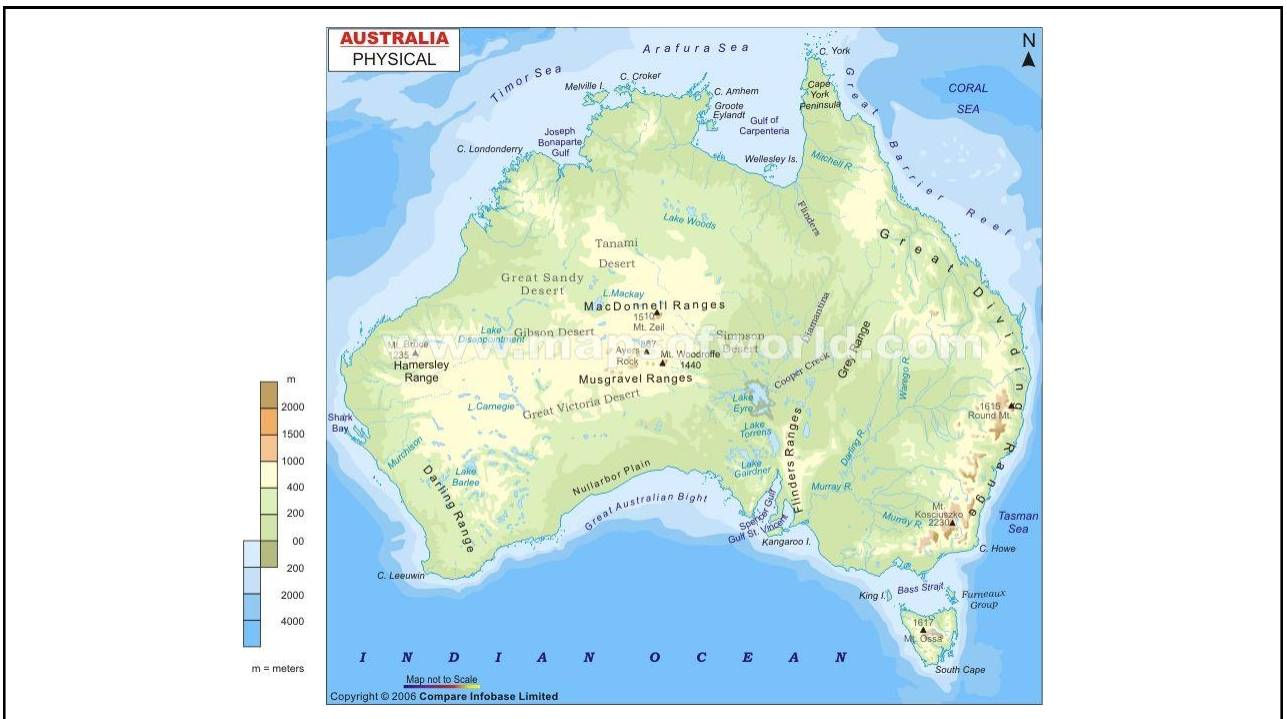 AUSTRALIA
PHYSICAL
N
Arafura Sea
Timor Sea
C. York
C. Croker
Melville I.
C. Arnhem
Groote
Eylandt
Cape
York
Peninsula
Great Barrier Reef
CORAL
SEA
Gulf of
Carpenteria
Joseph
Bonaparte
Gulf
C. Londonderry
Wellesley Is.
Mitchell R.
Flinders
Lake Woods
Great Dividing Range
Tanami
Desert
Great Sandy
Desert
L.Mackay
MacDonnell Ranges
1510
Mt. Zeil
Diamantina
Lake
Disappointment
Gibson Desert
Simpson
Desert
www.mapsofworld.com
Mt. Bruce
1235
Hamersley
Range
867
Ayers
Rock
Mt. Woodroffe
1440
Musgravel Ranges
Cooper Creek
Grey Range
Warego R.
m
2000
1500
1000
400
200
00
200
2000
4000
m = meters
L.Carnegie
Great Victoria Desert
Lake
Eyre
1615
Round Mt.
Shark
Bay
Lake
Torrens
Flinders Ranges
Darling R.
Murchison
Lake
Barlee
Darling Range
Nullarbor Plain
Lake
Gairdner
Murray R.
Great Australian Bight
Spencer Gulf
Gulf St. Vincent
Kangaroo I.
Murray R.
Mt.
Kosciuszko
2230
Tasman
Sea
C. Howe
C. Leeuwin
King I.
Bass Strait
Furneaux
Group
1617
Mt. Ossa
South Cape
INDIAN OCEAN
Map not to Scale
Copyright © 2006 Compare Infobase Limited